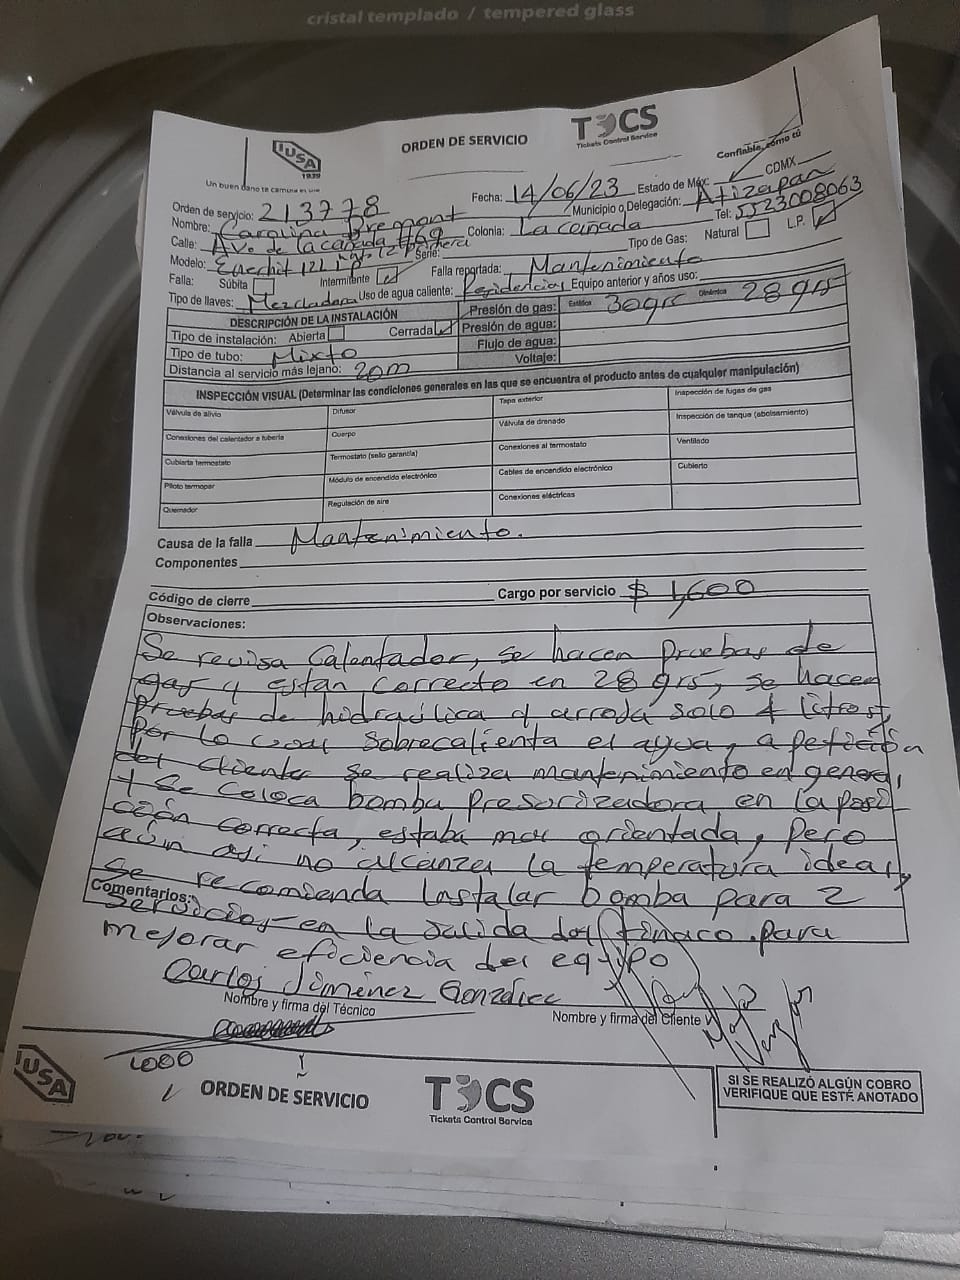 cristal templado / tempered glass
IUSA
1939
ORDEN DE SERVICIO
TOCS
Tickets Control Service
Confiable, como tú
Fecha: 14/06/23 Estado de Méx: CDMX
Orden de servicio: 213778
Municipio o Delegación: Atizapan
Nombre: Carolina Bremont Colonia: La cañada Tel: 5523008063
Calle: Av. de la cañada
Modelo: Serie: Tipo de Gas: Natural L.P.
Falla: Súbita Intermitente Falla reportada: Mantenimiento
Tipo de llaves: Mezcladora Uso de agua caliente: Residencial Equipo anterior y años uso:
DESCRIPCIÓN DE LA INSTALACIÓN
Presión de gas: Estática 30grs Dinámica 28 grs
Tipo de instalación: Abierta Cerrada Presión de agua:
Tipo de tubo: Mixto Flujo de agua:
Distancia al servicio más lejano: 20m Voltaje:
INSPECCIÓN VISUAL (Determinar las condiciones generales en las que se encuentra el producto antes de cualquier manipulación)
Válvula de alivio Difusor Tapa exterior Inspección de fugas de gas
Conexiones del calentador a tubería Cuerpo Válvula de drenado Inspección de tanque (abolsamiento)
Cubierta termostato Termostato (sello garantía) Conexiones al termostato Ventilado
Piloto termopar Módulo de encendido electrónico Cables de encendido electrónico Cubierto
Quemador Regulación de aire Conexiones eléctricas
Causa de la falla Mantenimiento.
Componentes
Código de cierre Cargo por servicio $ 1,600
Observaciones:
Se revisa Calentador, se hacen pruebas de
gas y están correcto en 28 grs, se hacen
Pruebas de hidraúlica y arroja solo 4 litros,
Por lo cual sobrecalienta el agua, a petición
del cliente se realiza mantenimiento en general
y se coloca bomba Presurizadora en la posi
ción correcta, estaba mal orientada, pero
aún así no alcanza la temperatura ideal,
Se recomienda Instalar bomba para 2
Comentarios:
Servicios en la salida del tinaco para
mejorar eficiencia del equipo
Carlos Jiménez González
Nombre y firma del Técnico
Nombre y firma del Cliente
1000
IUSA
ORDEN DE SERVICIO
TOCS
Tickets Control Service
SI SE REALIZÓ ALGÚN COBRO
VERIFIQUE QUE ESTÉ ANOTADO